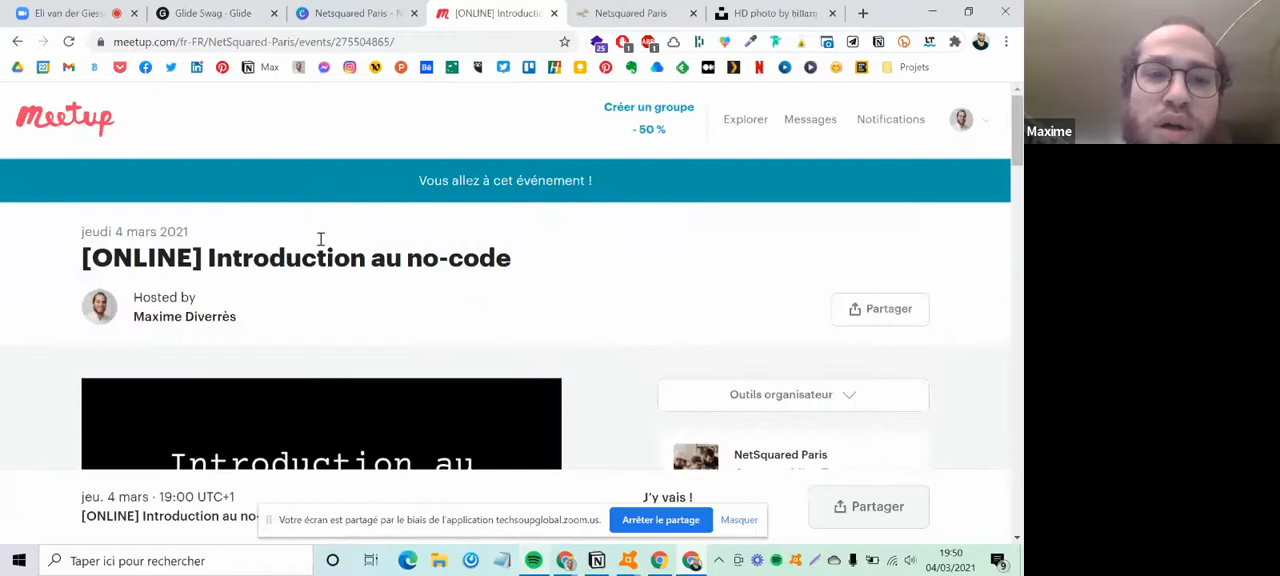 Eli van der Giess
Glide Swag · Glide
Netsquared Paris - N
[ONLINE] Introductio
Netsquared Paris
HD photo by hillam
meetup.com/fr-FR/NetSquared-Paris/events/275504865/
25
1
1
Max
Projets
Meetup
Créer un groupe
- 50 %
Explorer
Messages
Notifications
Maxime
Vous allez à cet événement !
jeudi 4 mars 2021
[ONLINE] Introduction au no-code
Hosted by
Maxime Diverrès
Partager
Outils organisateur
Introduction au
NetSquared Paris
jeu. 4 mars · 19:00 UTC+1
[ONLINE] Introduction au no-
J'y vais !
Partager
Votre écran est partagé par le biais de l'application techsoupglobal.zoom.us.
Arrêter le partage
Masquer
Taper ici pour rechercher
19:50
04/03/2021
9